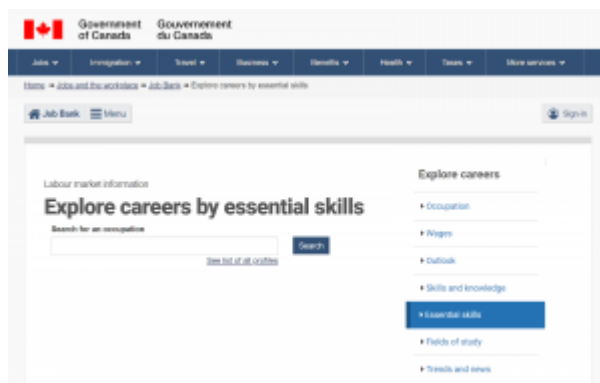 Government of Canada
Gouvernement du Canada
Jobs Immigration Travel Business Benefits Health Taxes More services
Home → Jobs and the workplace → Job Bank → Explore careers by essential skills
Job Bank Menu
Sign-in
Labour market information
Explore careers by essential skills
Search for an occupation
Search
See list of all profiles
Explore careers
Occupation
Wages
Outlook
Skills and knowledge
Essential skills
Fields of study
Trends and news